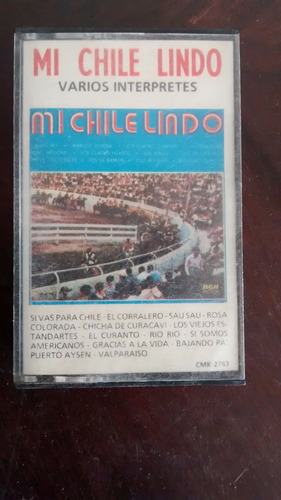 MI CHILE LINDO
VARIOS INTERPRETES
mi CHILE LINDO
RCA
SI VAS PARA CHILE - EL CORRALERO - SAU SAU - ROSA
COLORADA - CHICHA DE CURACAVI - LOS VIEJOS ES-
TANDARTES - EL CURANTO - RIO RIO - SI SOMOS
AMERICANOS - GRACIAS A LA VIDA - BAJANDO PA'
PUERTO AYSEN - VALPARAISO
CMK-2763